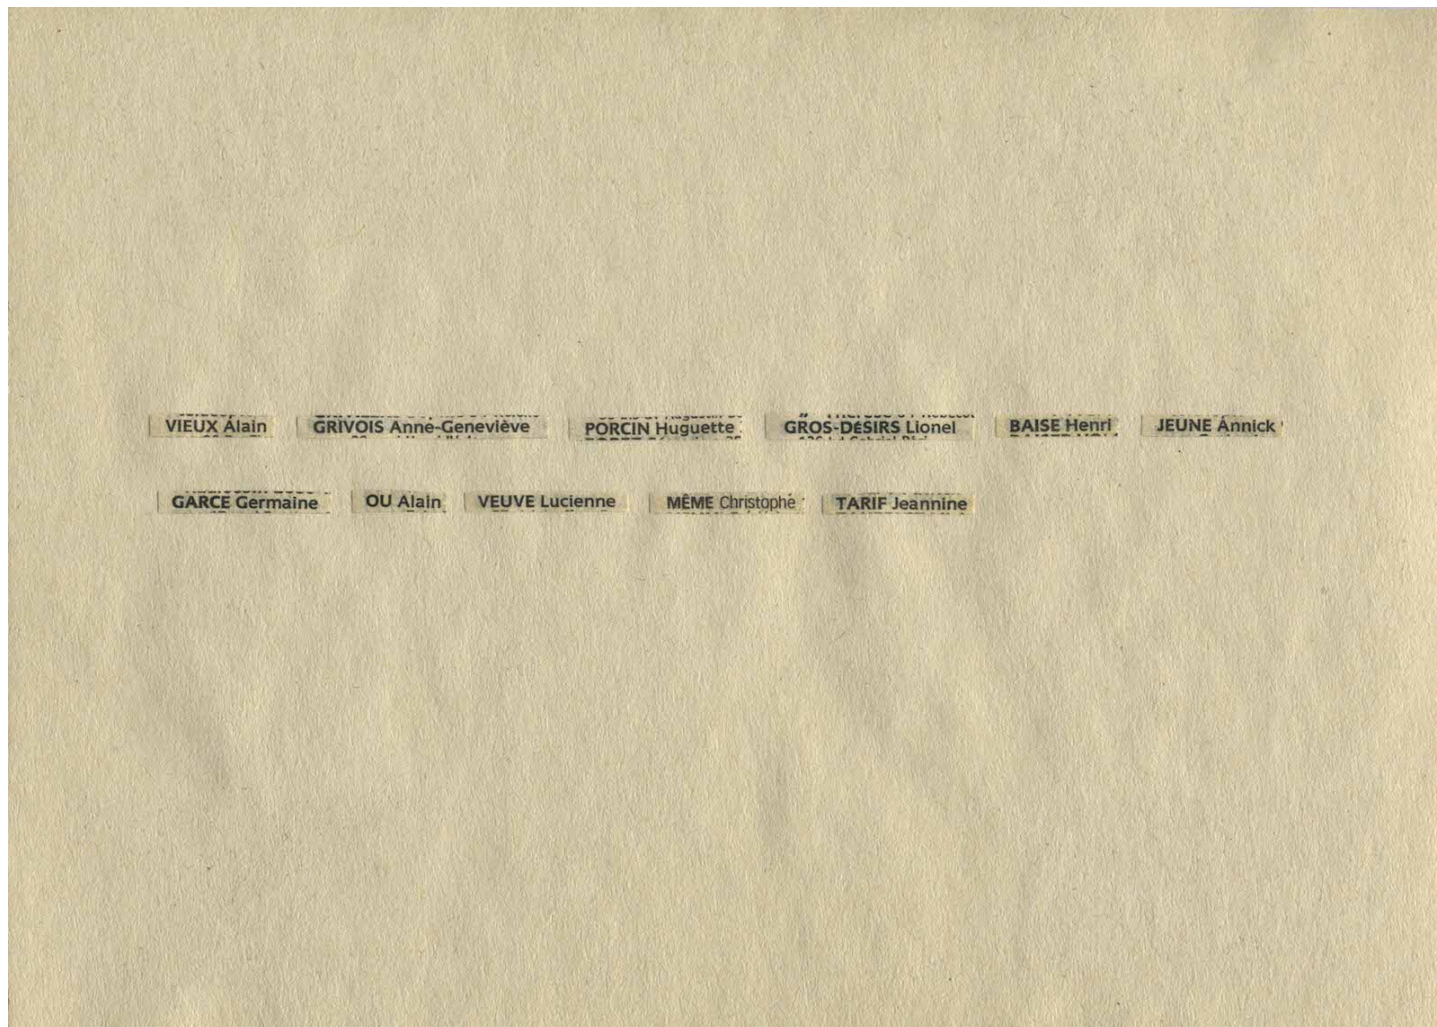 VIEUX Alain GRIVOIS Anne-Geneviève PORCIN Huguette GROS-DÉSIRS Lionel BAISE Henri JEUNE Annick
GARCE Germaine OU Alain VEUVE Lucienne MÊME Christophe TARIF Jeannine